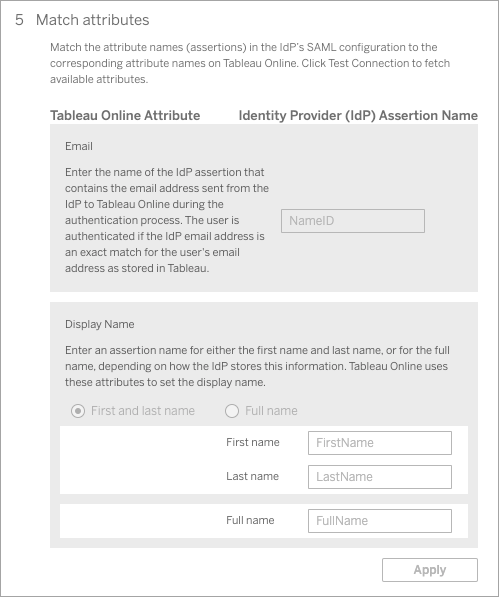 5 Match attributes
Match the attribute names (assertions) in the IdP's SAML configuration to the
corresponding attribute names on Tableau Online. Click Test Connection to fetch
available attributes.
Tableau Online Attribute Identity Provider (IdP) Assertion Name
Email
Enter the name of the IdP assertion that
contains the email address sent from the
IdP to Tableau Online during the
authentication process. The user is
authenticated if the IdP email address is
an exact match for the user's email
address as stored in Tableau.
NameID
Display Name
Enter an assertion name for either the first name and last name, or for the full
name, depending on how the IdP stores this information. Tableau Online uses
these attributes to set the display name.
First and last name Full name
First name FirstName
Last name LastName
Full name FullName
Apply